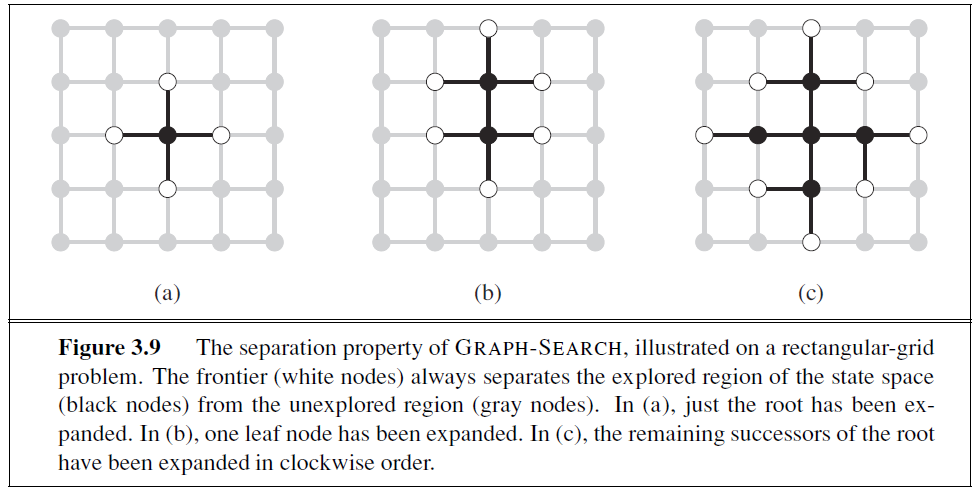 (a)
(b)
(c)
Figure 3.9 The separation property of GRAPH-SEARCH, illustrated on a rectangular-grid
problem. The frontier (white nodes) always separates the explored region of the state space
(black nodes) from the unexplored region (gray nodes). In (a), just the root has been ex-
panded. In (b), one leaf node has been expanded. In (c), the remaining successors of the root
have been expanded in clockwise order.